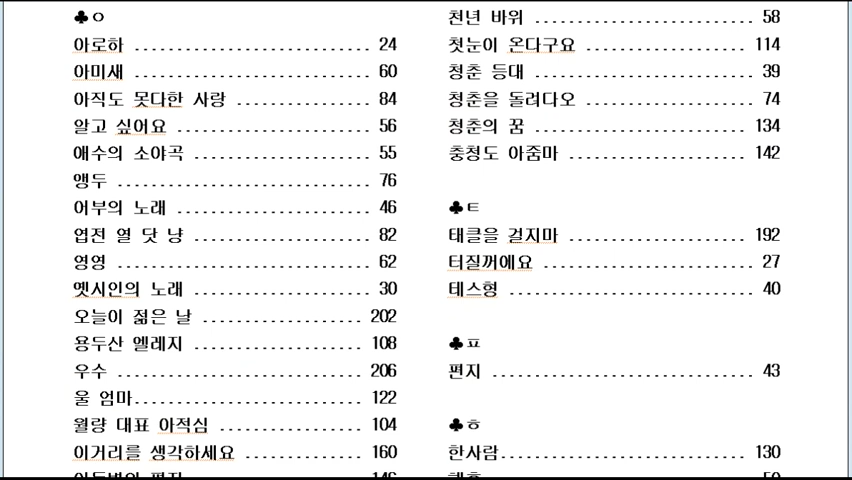 ♣ㅇ
아로하 ............................ 24
아미새 ............................ 60
아직도 못다한 사랑 ................. 84
알고 싶어요 ....................... 56
애수의 소야곡 ..................... 55
앵두 .............................. 76
어부의 노래 ....................... 46
엽전 열 닷 냥 ..................... 82
영영 .............................. 62
옛시인의 노래 ..................... 30
오늘이 젊은 날 ................... 202
용두산 엘레지 .................... 108
우수 ............................. 206
울 엄마........................... 122
월량 대표 아적심 ................. 104
이거리를 생각하세요 .............. 160
천년 바위 .......................... 58
첫눈이 온다구요 ................... 114
청춘 등대 .......................... 39
청춘을 돌려다오 .................... 74
청춘의 꿈 ......................... 134
충청도 아줌마 ..................... 142
♣ㅌ
태클을 걸지마 ..................... 192
터질꺼에요 ......................... 27
테스형 ............................. 40
♣ㅍ
편지 ............................... 43
♣ㅎ
한사람............................. 130